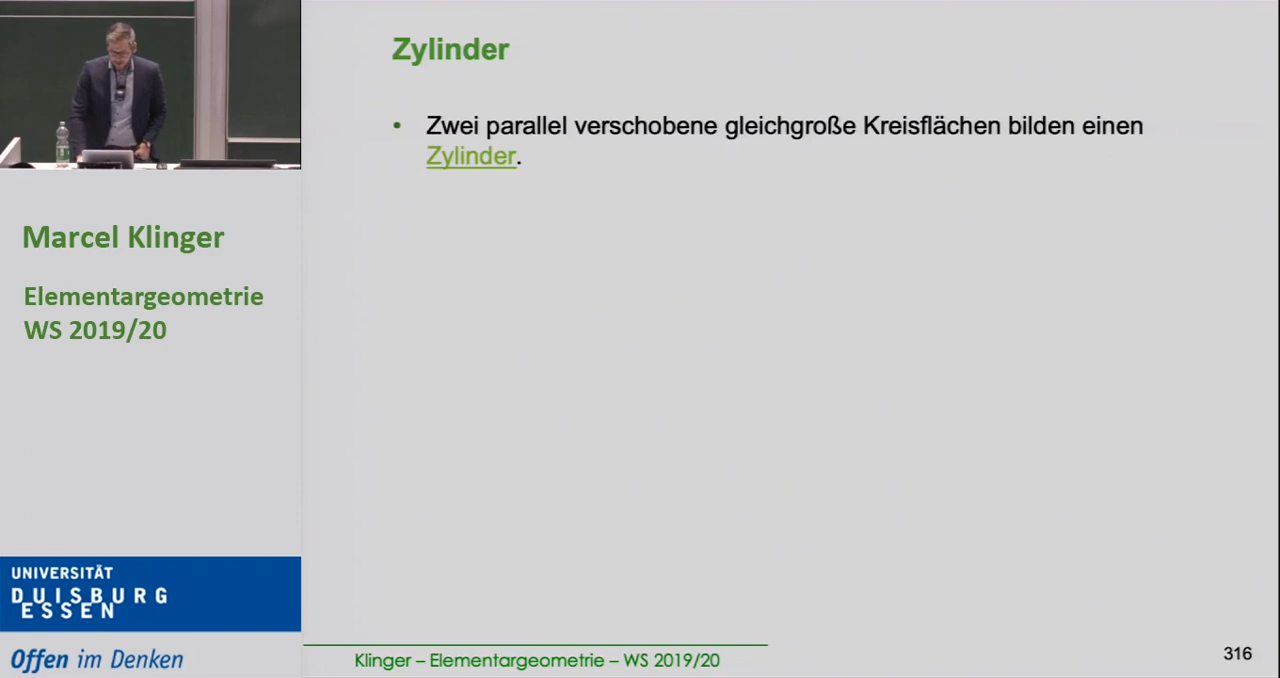 Zylinder
• Zwei parallel verschobene gleichgroße Kreisflächen bilden einen
Zylinder.
Marcel Klinger
Elementargeometrie
WS 2019/20
UNIVERSITÄT
DUISBURG
ESSEN
Offen im Denken
Klinger – Elementargeometrie – WS 2019/20
316